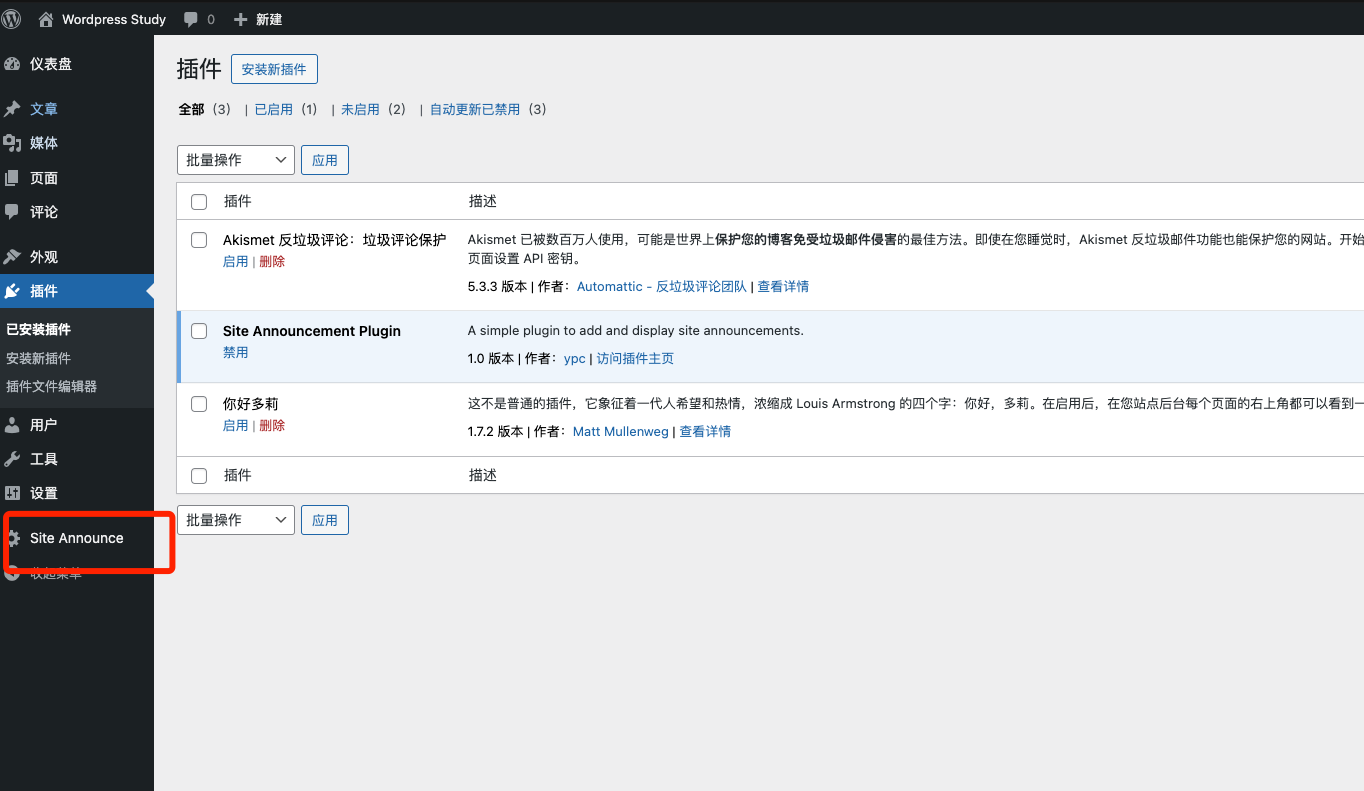 Wordpress Study 0 新建
仪表盘
文章
媒体
页面
评论
外观
插件
已安装插件
安装新插件
插件文件编辑器
用户
工具
设置
Site Announce
收起菜单
插件 安装新插件
全部 (3) | 已启用 (1) | 未启用 (2) | 自动更新已禁用 (3)
批量操作 应用
插件 描述
Akismet 反垃圾评论：垃圾评论保护
启用 | 删除
Akismet 已被数百万人使用，可能是世界上保护您的博客免受垃圾邮件侵害的最佳方法。即使在您睡觉时，Akismet 反垃圾邮件功能也能保护您的网站。开始
页面设置 API 密钥。
5.3.3 版本 | 作者：Automattic - 反垃圾评论团队 | 查看详情
Site Announcement Plugin
禁用
A simple plugin to add and display site announcements.
1.0 版本 | 作者：ypc | 访问插件主页
你好多莉
启用 | 删除
这不是普通的插件，它象征着一代人希望和热情，浓缩成 Louis Armstrong 的四个字：你好，多莉。在启用后，在您站点后台每个页面的右上角都可以看到一
1.7.2 版本 | 作者：Matt Mullenweg | 查看详情
插件 描述
批量操作 应用